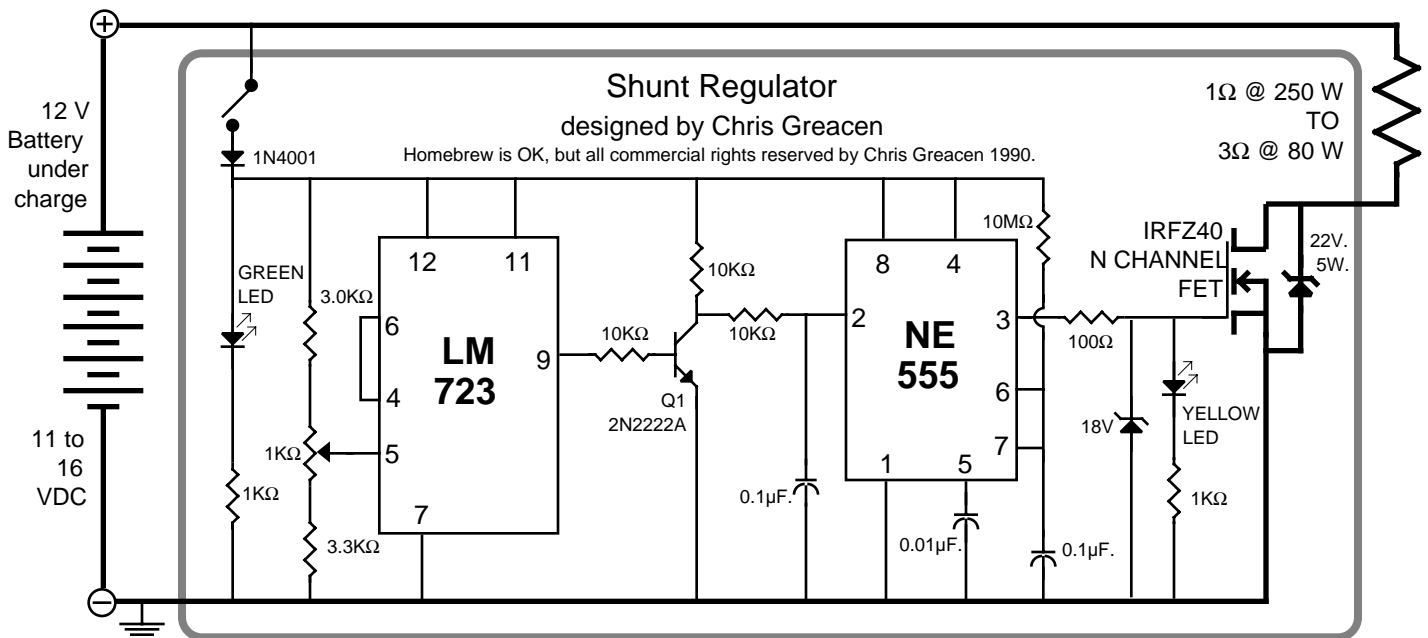 +
Shunt Regulator
designed by Chris Greacen
Homebrew is OK, but all commercial rights reserved by Chris Greacen 1990.
12 V
Battery
under
charge
1N4001
1Ω @ 250 W
TO
3Ω @ 80 W
GREEN
LED
3.0KΩ
12
11
6
4
5
7
9
LM
723
1KΩ
1KΩ
3.3KΩ
10KΩ
10KΩ
10KΩ
Q1
2N2222A
0.1µF.
8
4
2
3
6
7
1
5
NE
555
10MΩ
100Ω
0.01µF.
0.1µF.
IRFZ40
N CHANNEL
FET
22V.
5W.
18V
YELLOW
LED
1KΩ
11 to
16
VDC
−